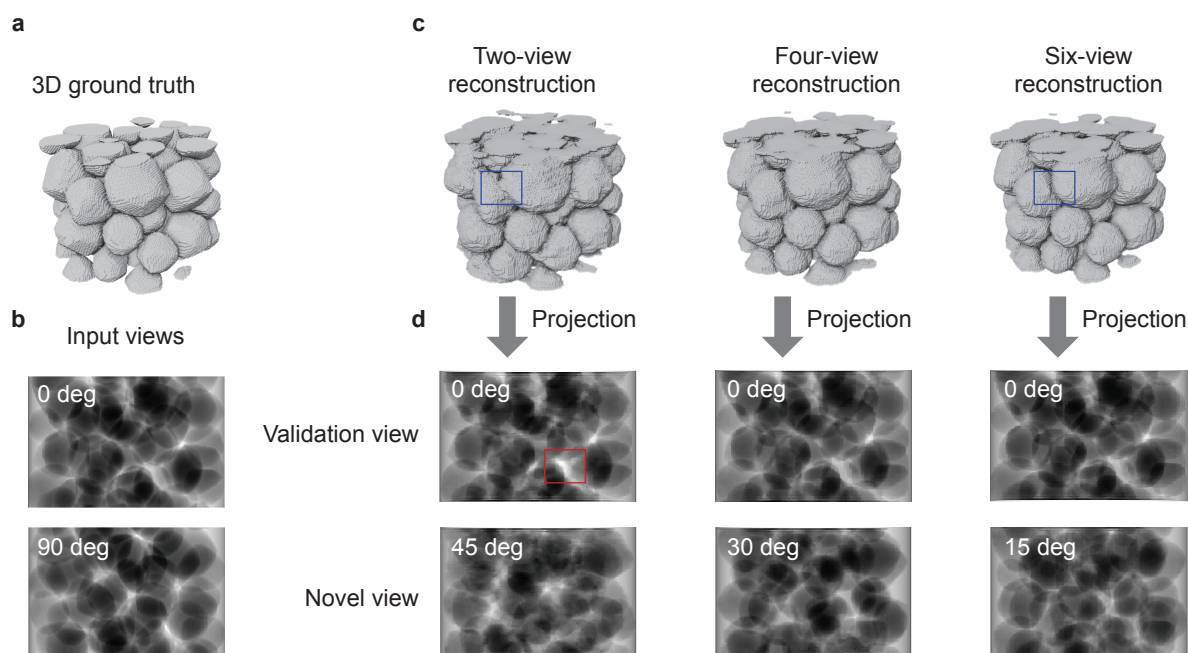 a
3D ground truth
b
Input views
0 deg
90 deg
c
Two-view
reconstruction
Four-view
reconstruction
Six-view
reconstruction
d
Projection
Projection
Projection
Validation view
0 deg
0 deg
0 deg
Novel view
45 deg
30 deg
15 deg